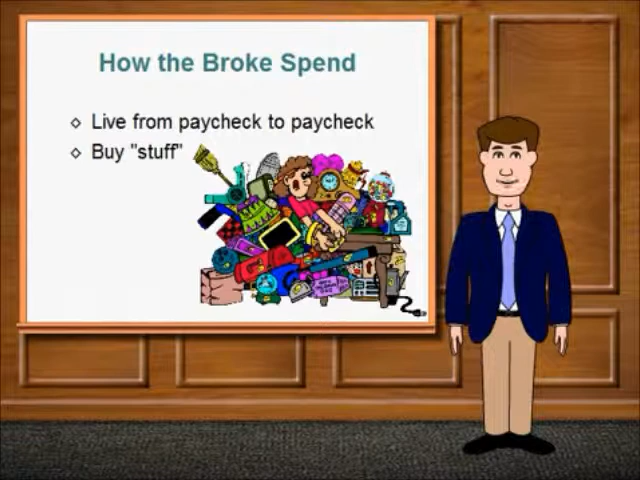 How the Broke Spend
Live from paycheck to paycheck
Buy "stuff"